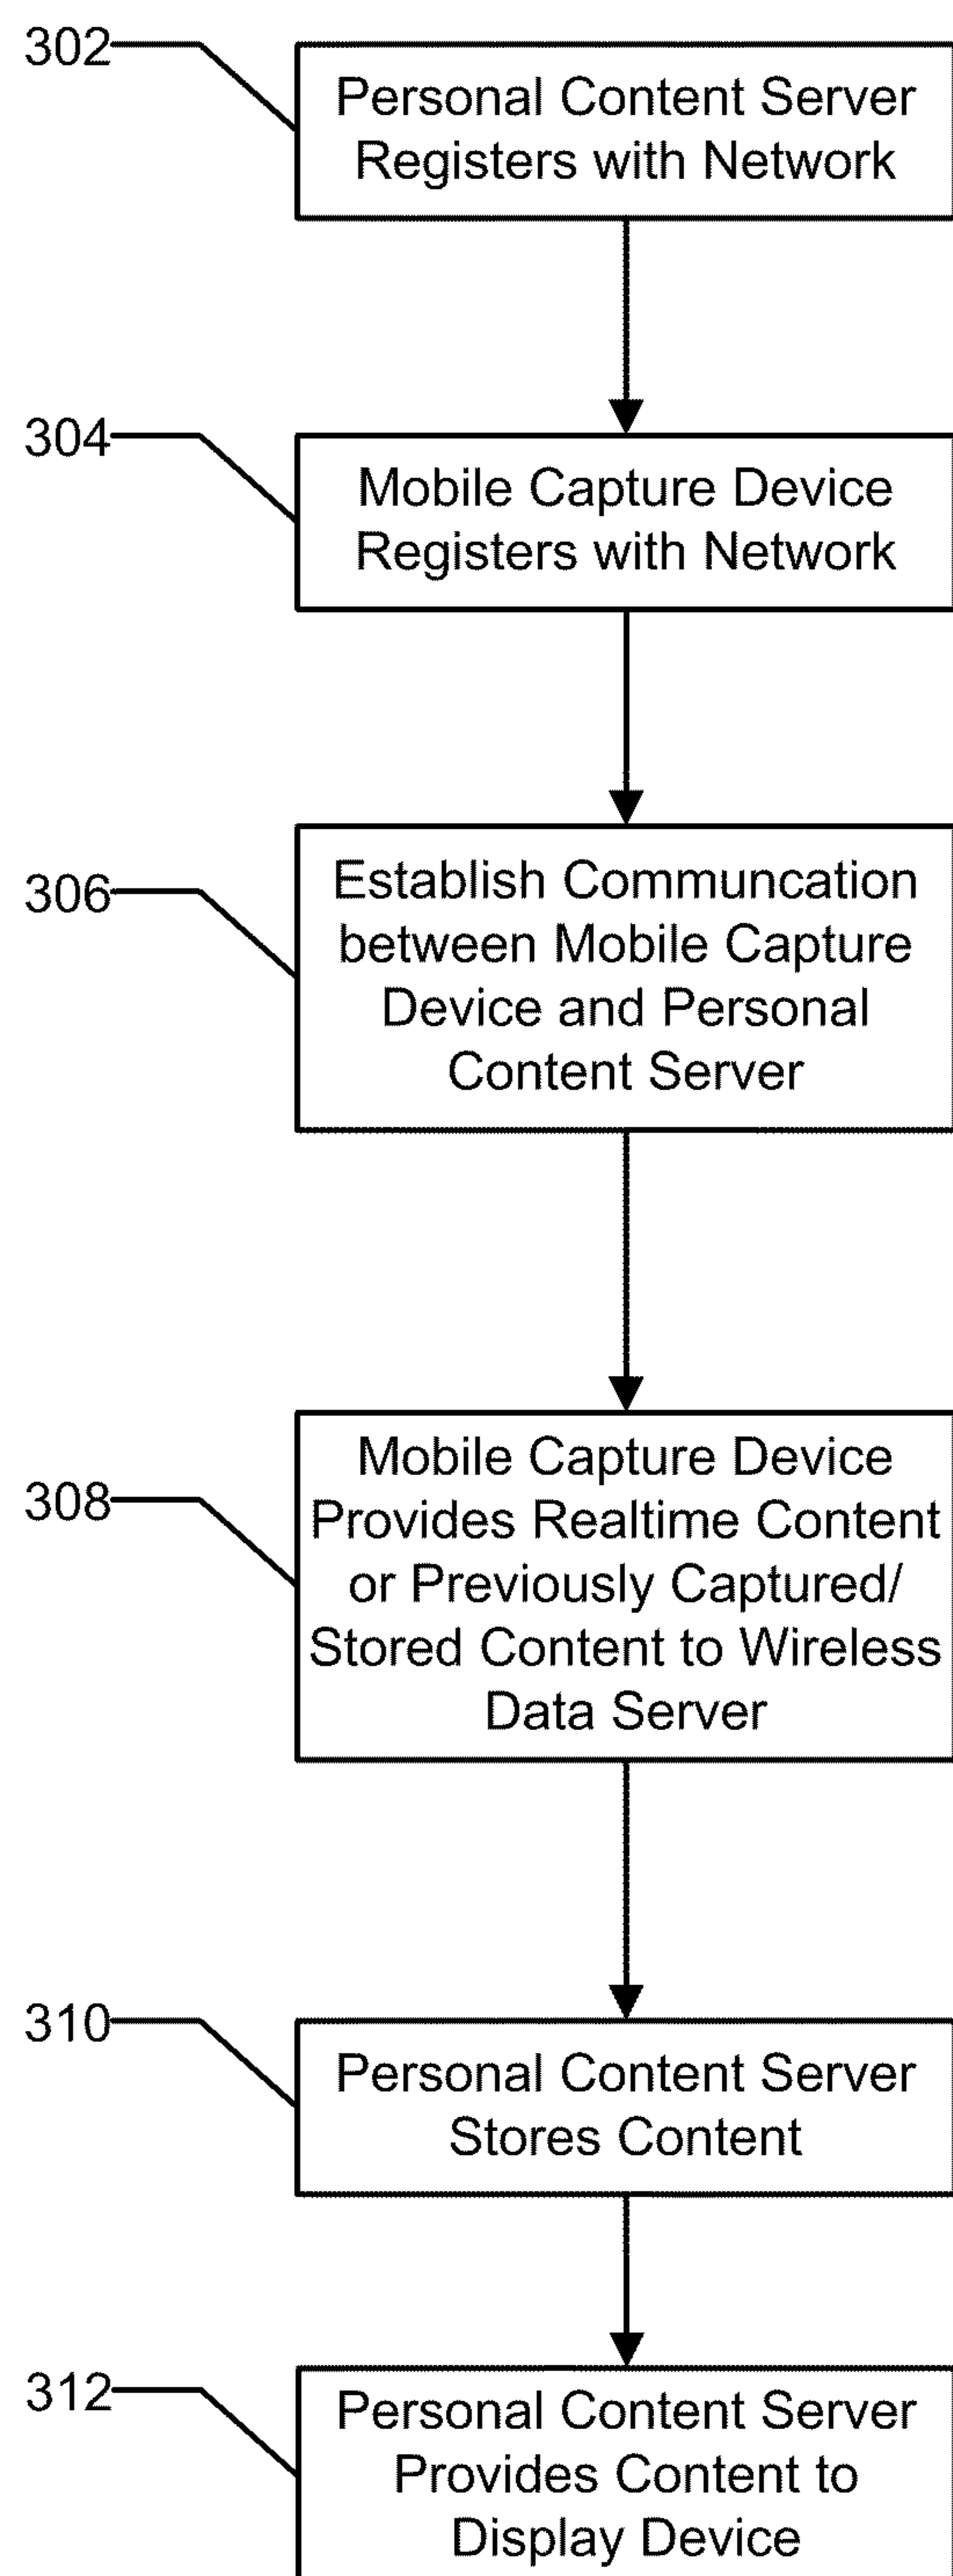 302
Personal Content Server
Registers with Network
304
Mobile Capture Device
Registers with Network
306
Establish Communcation
between Mobile Capture
Device and Personal
Content Server
308
Mobile Capture Device
Provides Realtime Content
or Previously Captured/
Stored Content to Wireless
Data Server
310
Personal Content Server
Stores Content
312
Personal Content Server
Provides Content to
Display Device